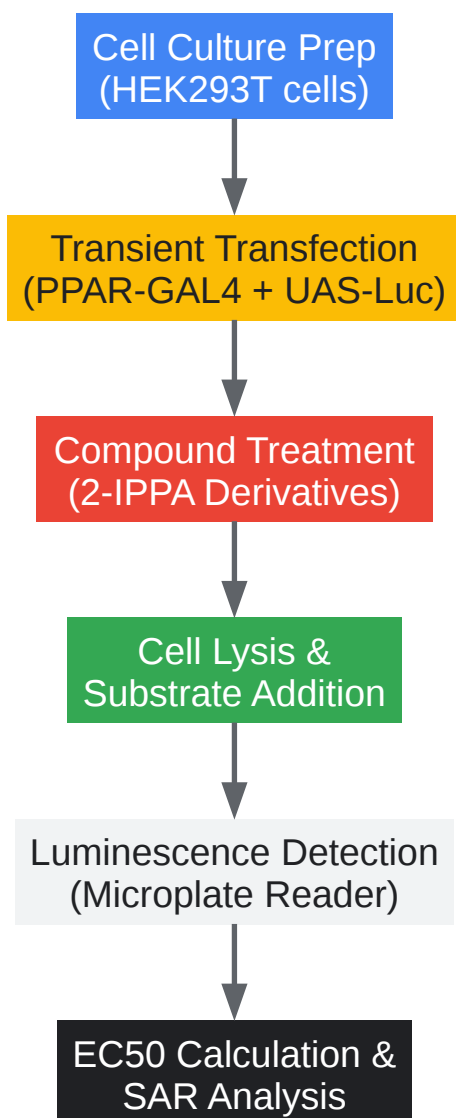 Cell Culture Prep
(HEK293T cells)
Transient Transfection
(PPAR-GAL4 + UAS-Luc)
Compound Treatment
(2-IPPA Derivatives)
Cell Lysis &
Substrate Addition
Luminescence Detection
(Microplate Reader)
EC50 Calculation &
SAR Analysis